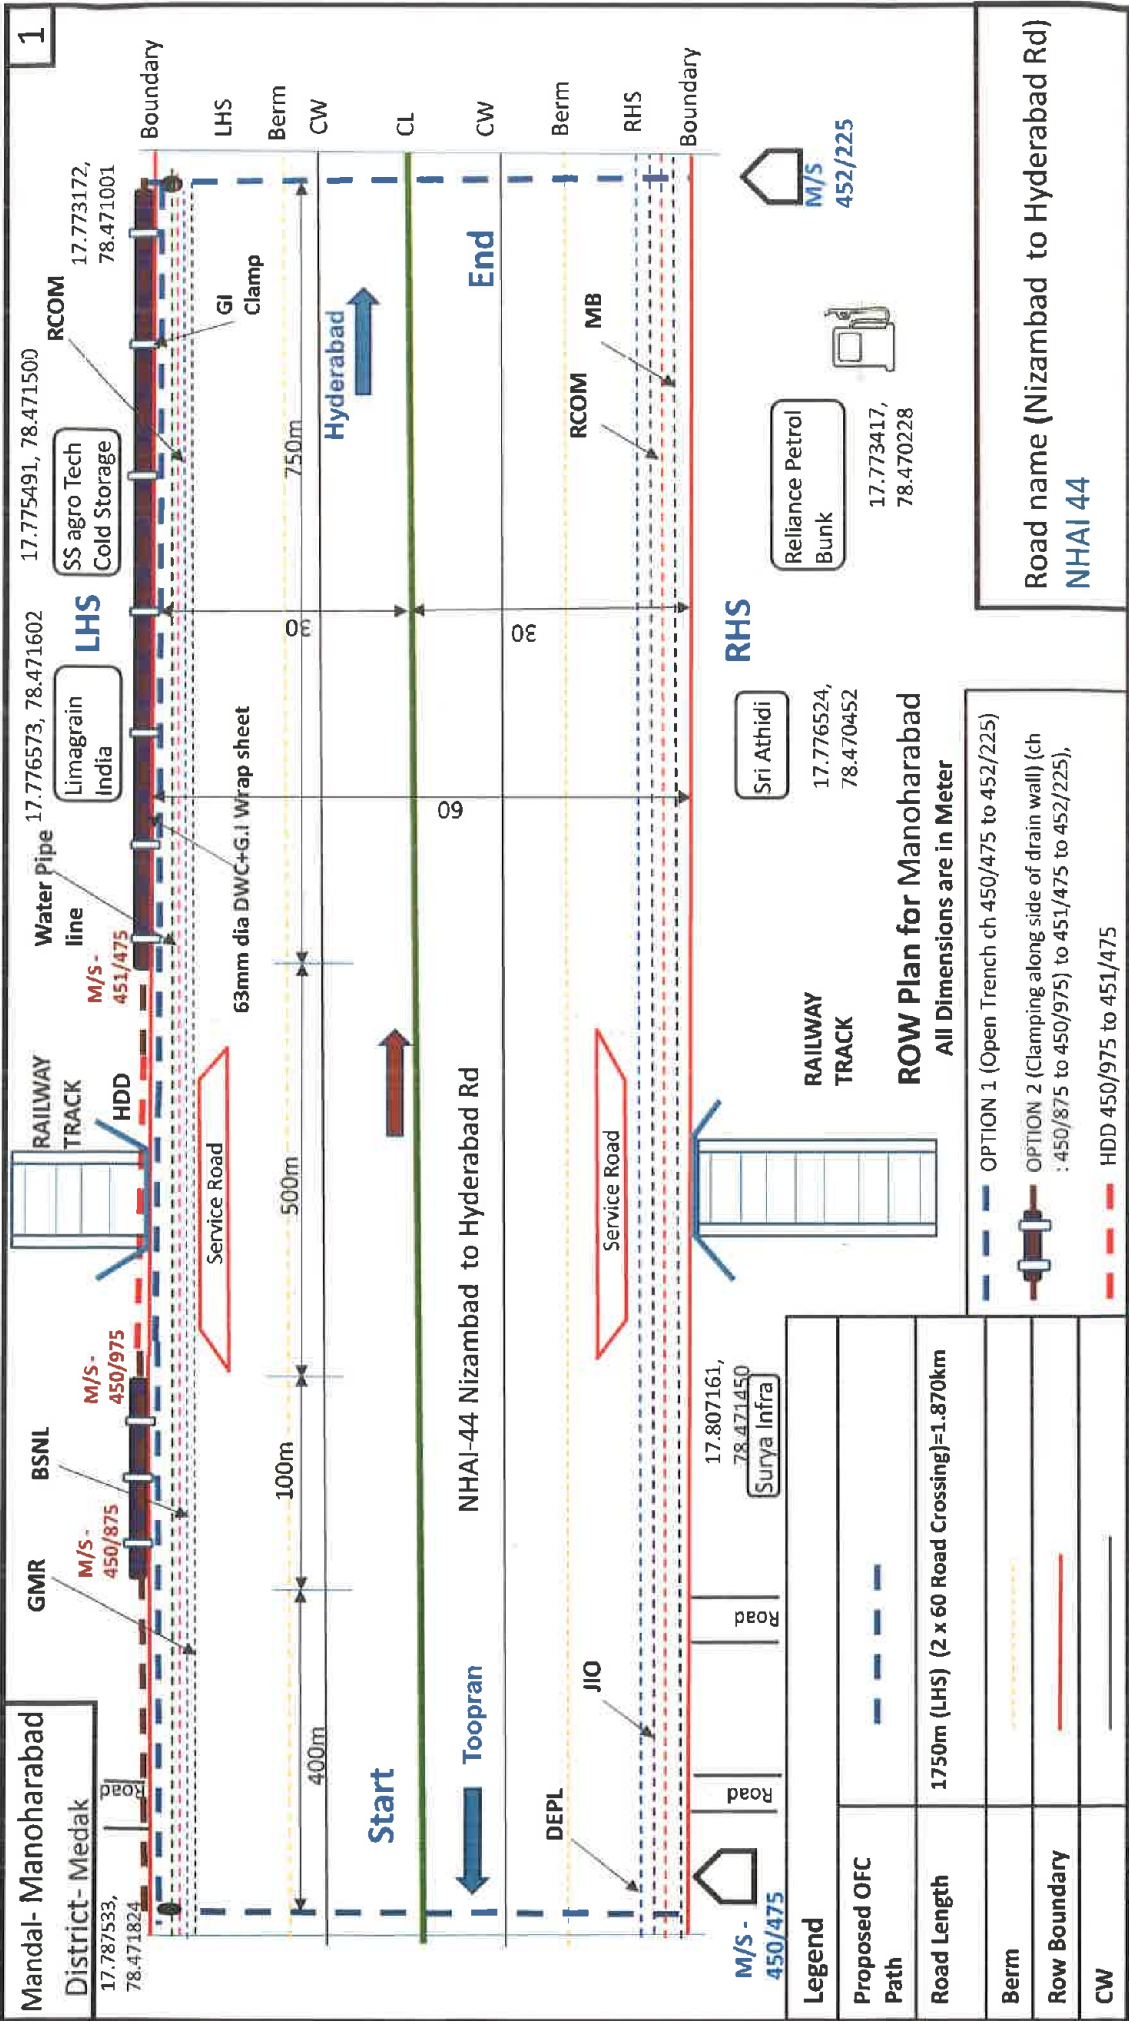 Mandal- Manoharabad
District- Medak
1
17.787533,
78.471824
Road
GMR
M/S -
450/875
BSNL
M/S -
450/975
RAILWAY
TRACK
HDD
M/S -
451/475
Water Pipe
line
17.776573, 78.471602
Limagrain
India
LHS
17.775491, 78.471500
SS agro Tech
Cold Storage
RCOM
17.773172,
78.471001
Boundary
LHS
Berm
CW
CL
CW
Berm
RHS
Boundary
63mm dia DWC+G.I Wrap sheet
GI
Clamp
Service Road
400m
100m
500m
750m
30
30
60
Hyderabad
Start
End
Toopran
NHAI-44 Nizambad to Hyderabad Rd
Service Road
DEPL
JIO
RCOM
MB
M/S -
450/475
Road
Road
17.807161,
78.471450
Surya Infra
RAILWAY
TRACK
RHS
Sri Athidi
17.776524,
78.470452
Reliance Petrol
Bunk
17.773417,
78.470228
M/S
452/225
ROW Plan for Manoharabad
All Dimensions are in Meter
Legend
Proposed OFC
Path
Road Length
1750m (LHS) (2 x 60 Road Crossing)=1.870km
Berm
Row Boundary
CW
OPTION 1 (Open Trench ch 450/475 to 452/225)
OPTION 2 (Clamping along side of drain wall) (ch
: 450/875 to 450/975) to 451/475 to 452/225),
HDD 450/975 to 451/475
Road name (Nizambad to Hyderabad Rd)
NHAI 44